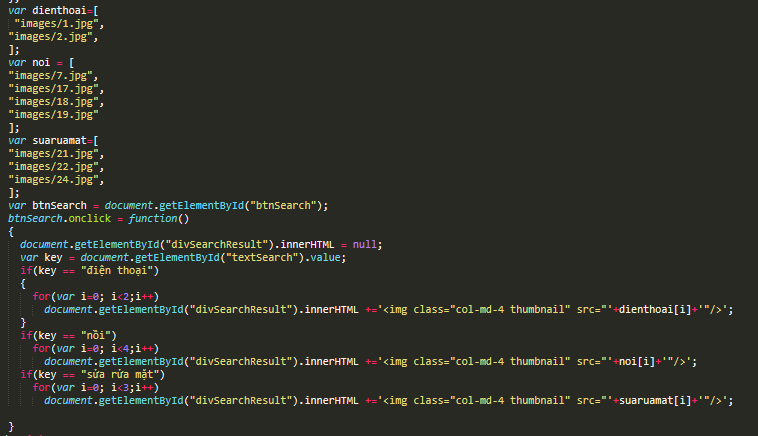 var dienthoai=[
"images/1.jpg",
"images/2.jpg",
];
var noi = [
"images/7.jpg",
"images/17.jpg",
"images/18.jpg",
"images/19.jpg"
];
var suaruamat=[
"images/21.jpg",
"images/22.jpg",
"images/24.jpg",
];
var btnSearch = document.getElementById("btnSearch");
btnSearch.onclick = function()
{
document.getElementById("divSearchResult").innerHTML = null;
var key = document.getElementById("textSearch").value;
if(key == "điện thoại")
{
for(var i=0; i<2;i++)
document.getElementById("divSearchResult").innerHTML +='<img class="col-md-4 thumbnail" src="'+dienthoai[i]+'"/>';
}
if(key == "nồi")
for(var i=0; i<4;i++)
document.getElementById("divSearchResult").innerHTML +='<img class="col-md-4 thumbnail" src="'+noi[i]+'"/>';
if(key == "sửa rửa mặt")
for(var i=0; i<3;i++)
document.getElementById("divSearchResult").innerHTML +='<img class="col-md-4 thumbnail" src="'+suaruamat[i]+'"/>';
}